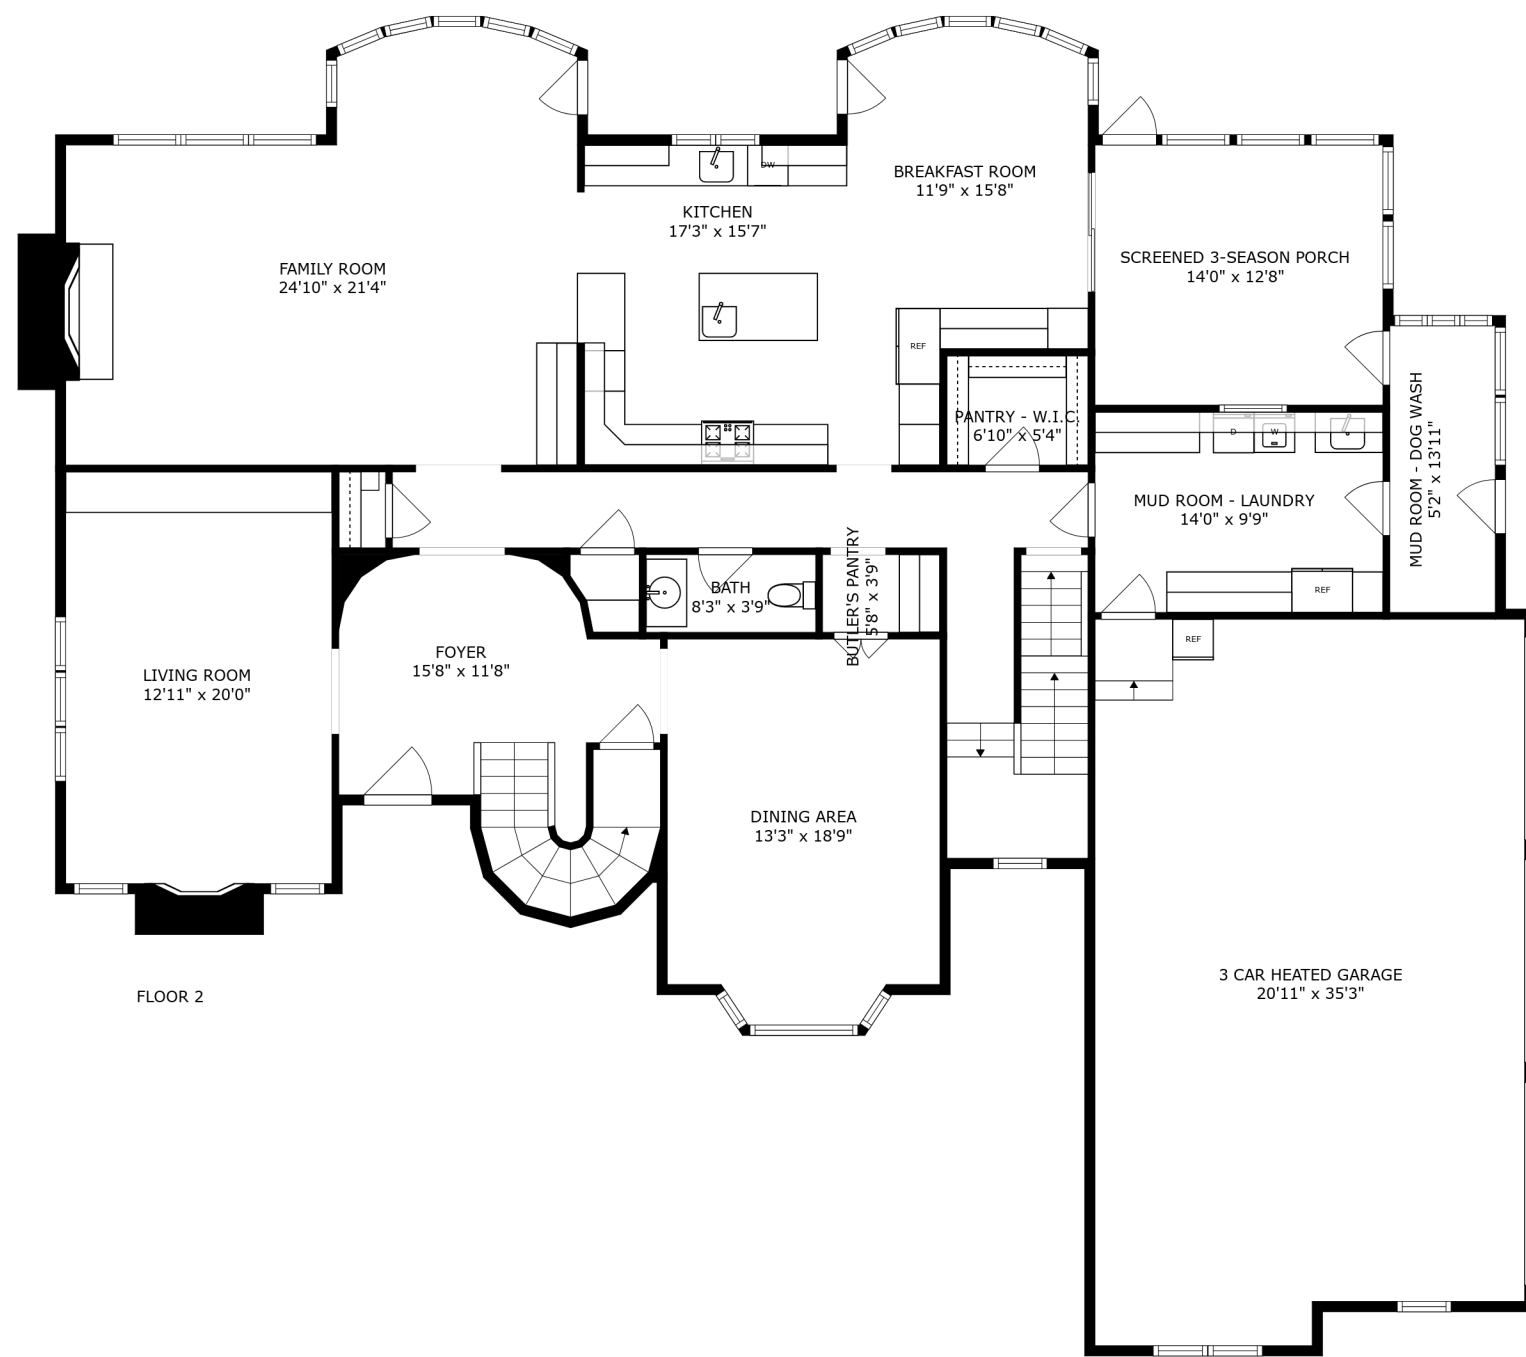 BREAKFAST ROOM
11'9" x 15'8"
DW
KITCHEN
17'3" x 15'7"
FAMILY ROOM
24'10" x 21'4"
SCREENED 3-SEASON PORCH
14'0" x 12'8"
REF
PANTRY - W.I.C.
6'10" x 5'4"
D
W
MUD ROOM - DOG WASH
5'2" x 13'11"
MUD ROOM - LAUNDRY
14'0" x 9'9"
REF
BUTLER'S PANTRY
5'8" x 3'9"
BATH
8'3" x 3'9"
REF
FOYER
15'8" x 11'8"
LIVING ROOM
12'11" x 20'0"
DINING AREA
13'3" x 18'9"
3 CAR HEATED GARAGE
20'11" x 35'3"
FLOOR 2